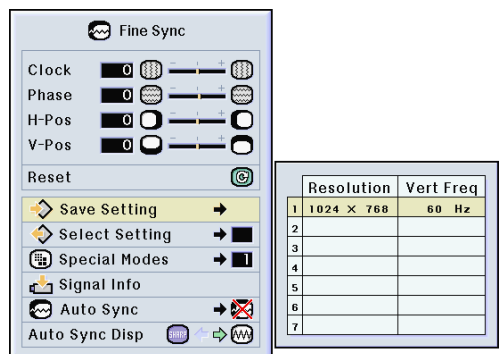 Fine Sync
Clock 0 - +
Phase 0 - +
H-Pos 0 - +
V-Pos 0 - +
Reset
Save Setting
Select Setting
Special Modes 1
Signal Info
Auto Sync
Auto Sync Disp SHARP
Resolution Vert Freq
1 1024 × 768 60 Hz
2
3
4
5
6
7